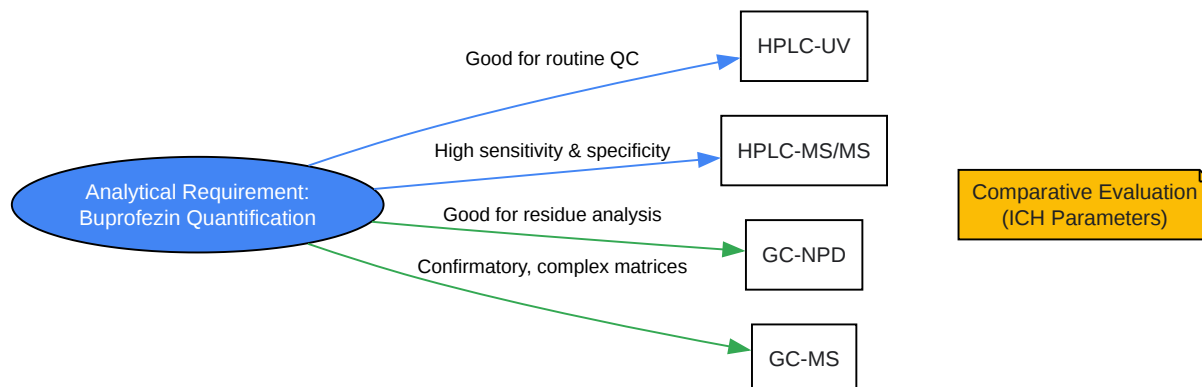 HPLC-UV
Good for routine QC
HPLC-MS/MS
High sensitivity & specificity
Analytical Requirement:
Buprofezin Quantification
Comparative Evaluation
(ICH Parameters)
Good for residue analysis
GC-NPD
Confirmatory, complex matrices
GC-MS